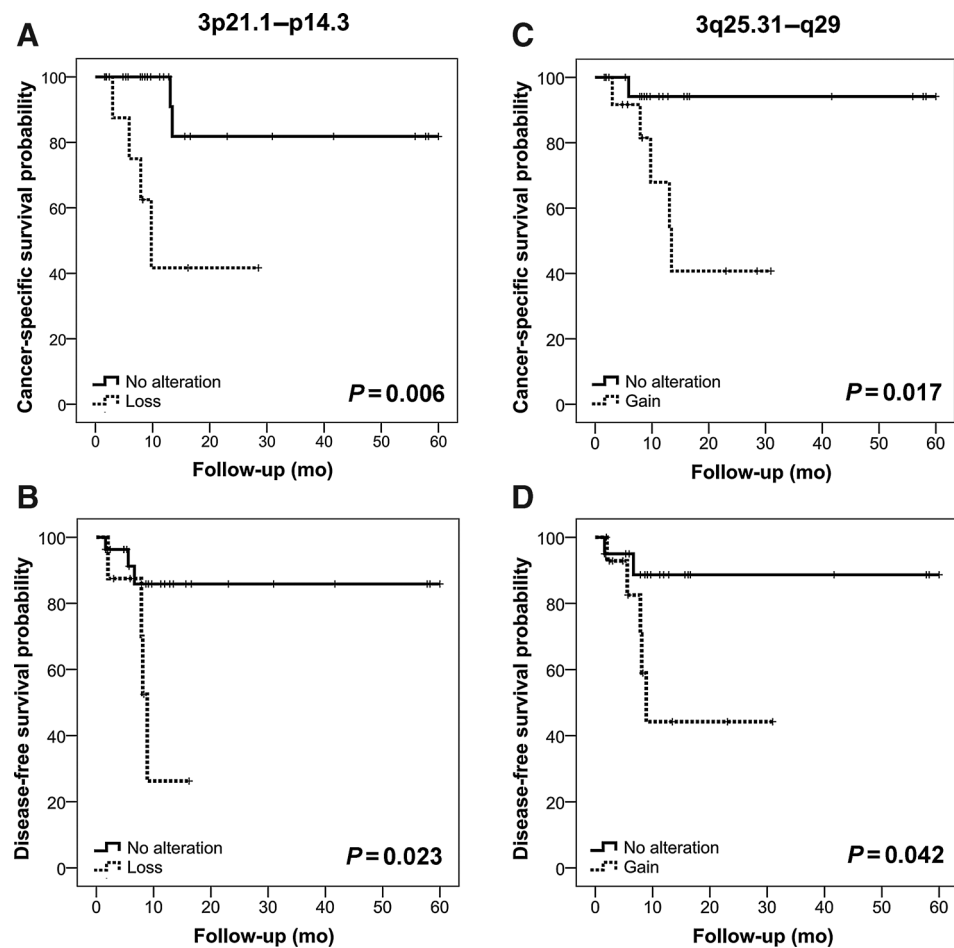 A
3p21.1–p14.3
Cancer-specific survival probability
100
80
60
40
20
0
No alteration
Loss
P = 0.006
0 10 20 30 40 50 60
Follow-up (mo)
C
3q25.31–q29
Cancer-specific survival probability
100
80
60
40
20
0
No alteration
Gain
P = 0.017
0 10 20 30 40 50 60
Follow-up (mo)
B
Disease-free survival probability
100
80
60
40
20
0
No alteration
Loss
P = 0.023
0 10 20 30 40 50 60
Follow-up (mo)
D
Disease-free survival probability
100
80
60
40
20
0
No alteration
Gain
P = 0.042
0 10 20 30 40 50 60
Follow-up (mo)